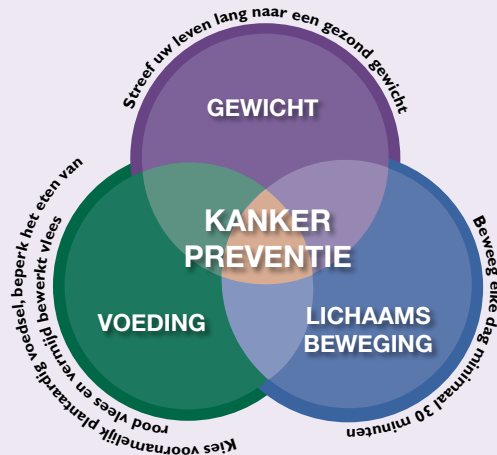 Streef uw leven lang naar een gezond gewicht
GEWICHT
KANKER
PREVENTIE
VOEDING
LICHAAMS
BEWEGING
Kies voornamelijk plantaardig voedsel, beperk het eten van
rood vlees en vermijd bewerkt vlees
Beweeg elke dag minimaal 30 minuten